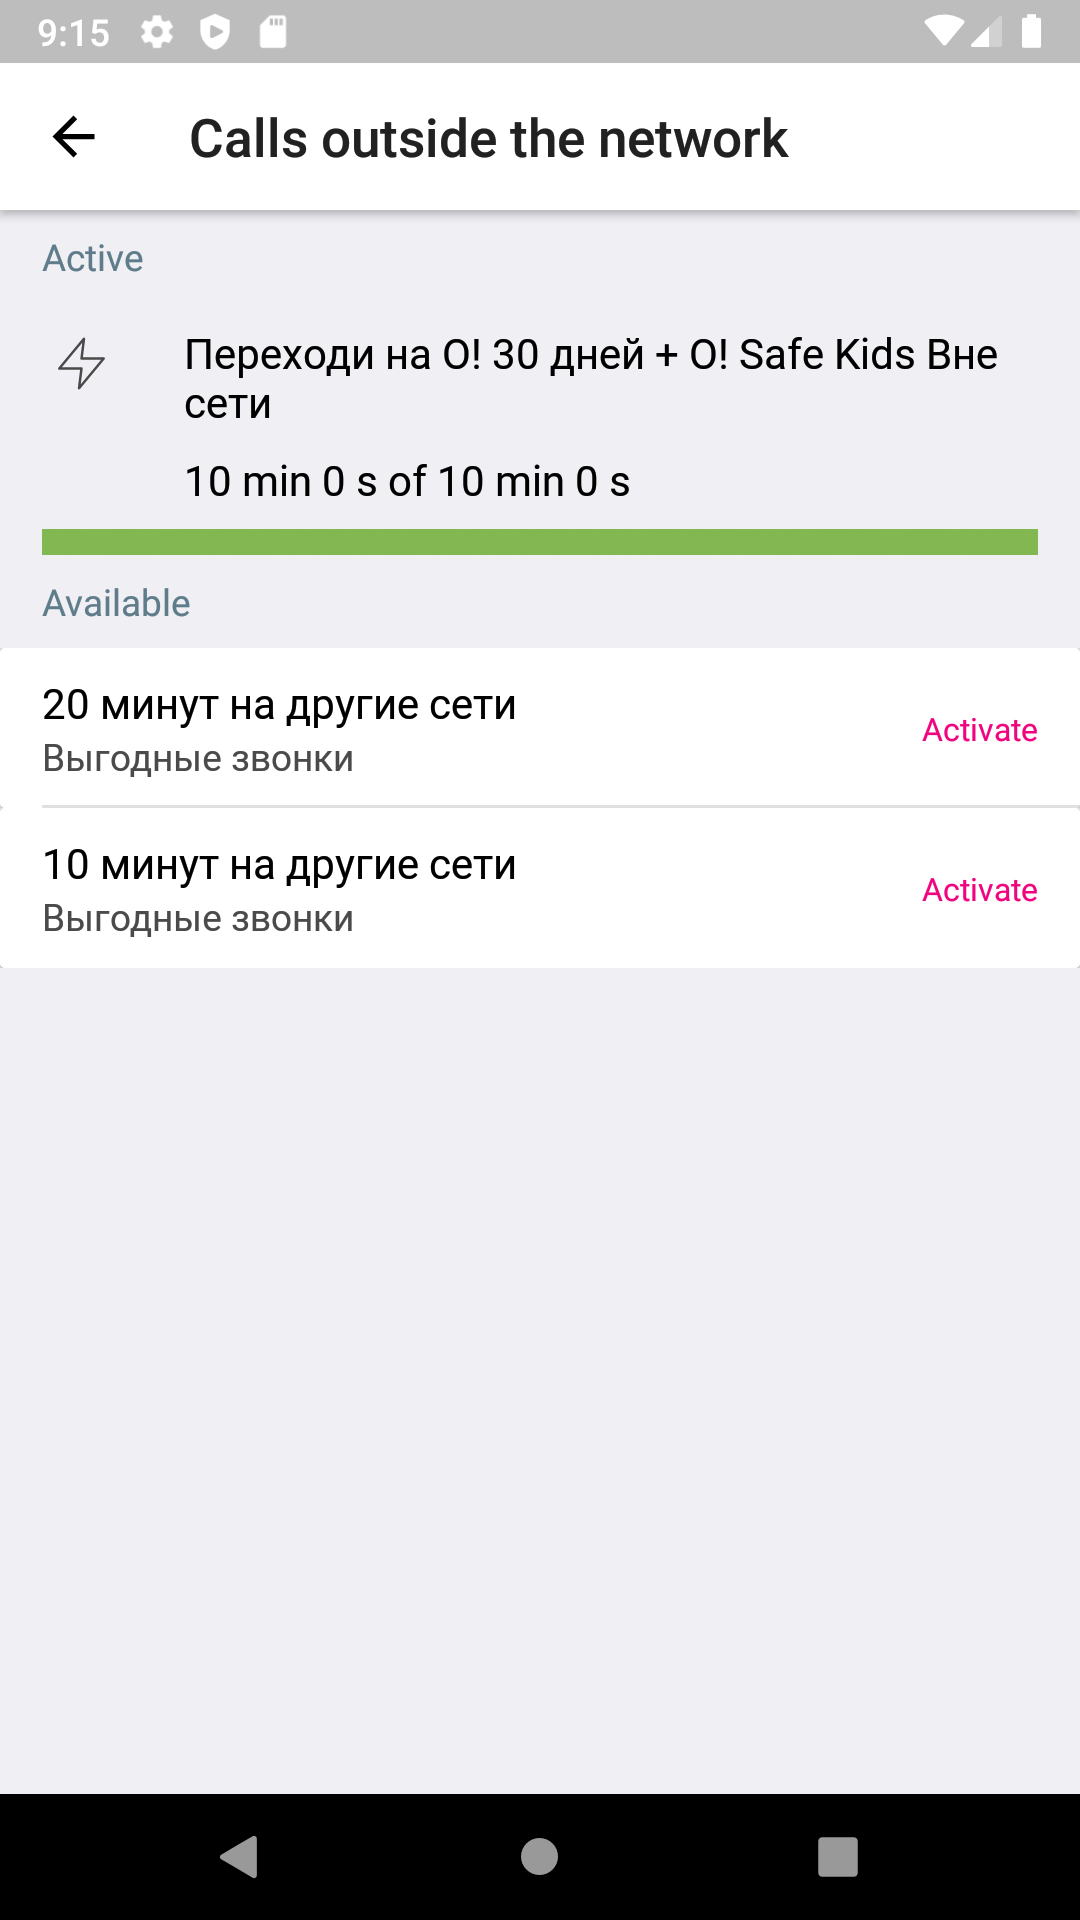 9:15
Calls outside the network
Active
Переходи на О! 30 дней + О! Safe Kids Вне
сети
10 min 0 s of 10 min 0 s
Available
20 минут на другие сети
Выгодные звонки
Activate
10 минут на другие сети
Выгодные звонки
Activate